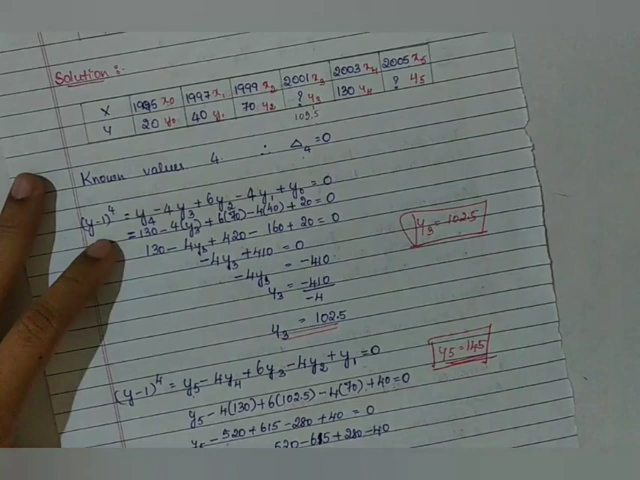 Solution :-
X 1995 x0 1997 x1 1999 x2 2001 x3 2003 x4 2005 x5
Y 20 y0 40 y1 70 y2 ? y3 130 y4 ? y5
102.5
Known values 4. ∴ Δ4 = 0
(y-1)^4 = y4 - 4y3 + 6y2 - 4y1 + y0 = 0
= 130 - 4(y3) + 6(70) - 4(40) + 20 = 0
130 - 4y3 + 420 - 160 + 20 = 0
-4y3 + 410 = 0
-4y3 = -410
y3 = -410 / -4
y3 = 102.5
y3 = 102.5
(y-1)^4 = y5 - 4y4 + 6y3 - 4y2 + y1 = 0
y5 = 145
y5 - 4(130) + 6(102.5) - 4(70) + 40 = 0
y5 - 520 + 615 - 280 + 40 = 0
520 - 615 + 280 - 40